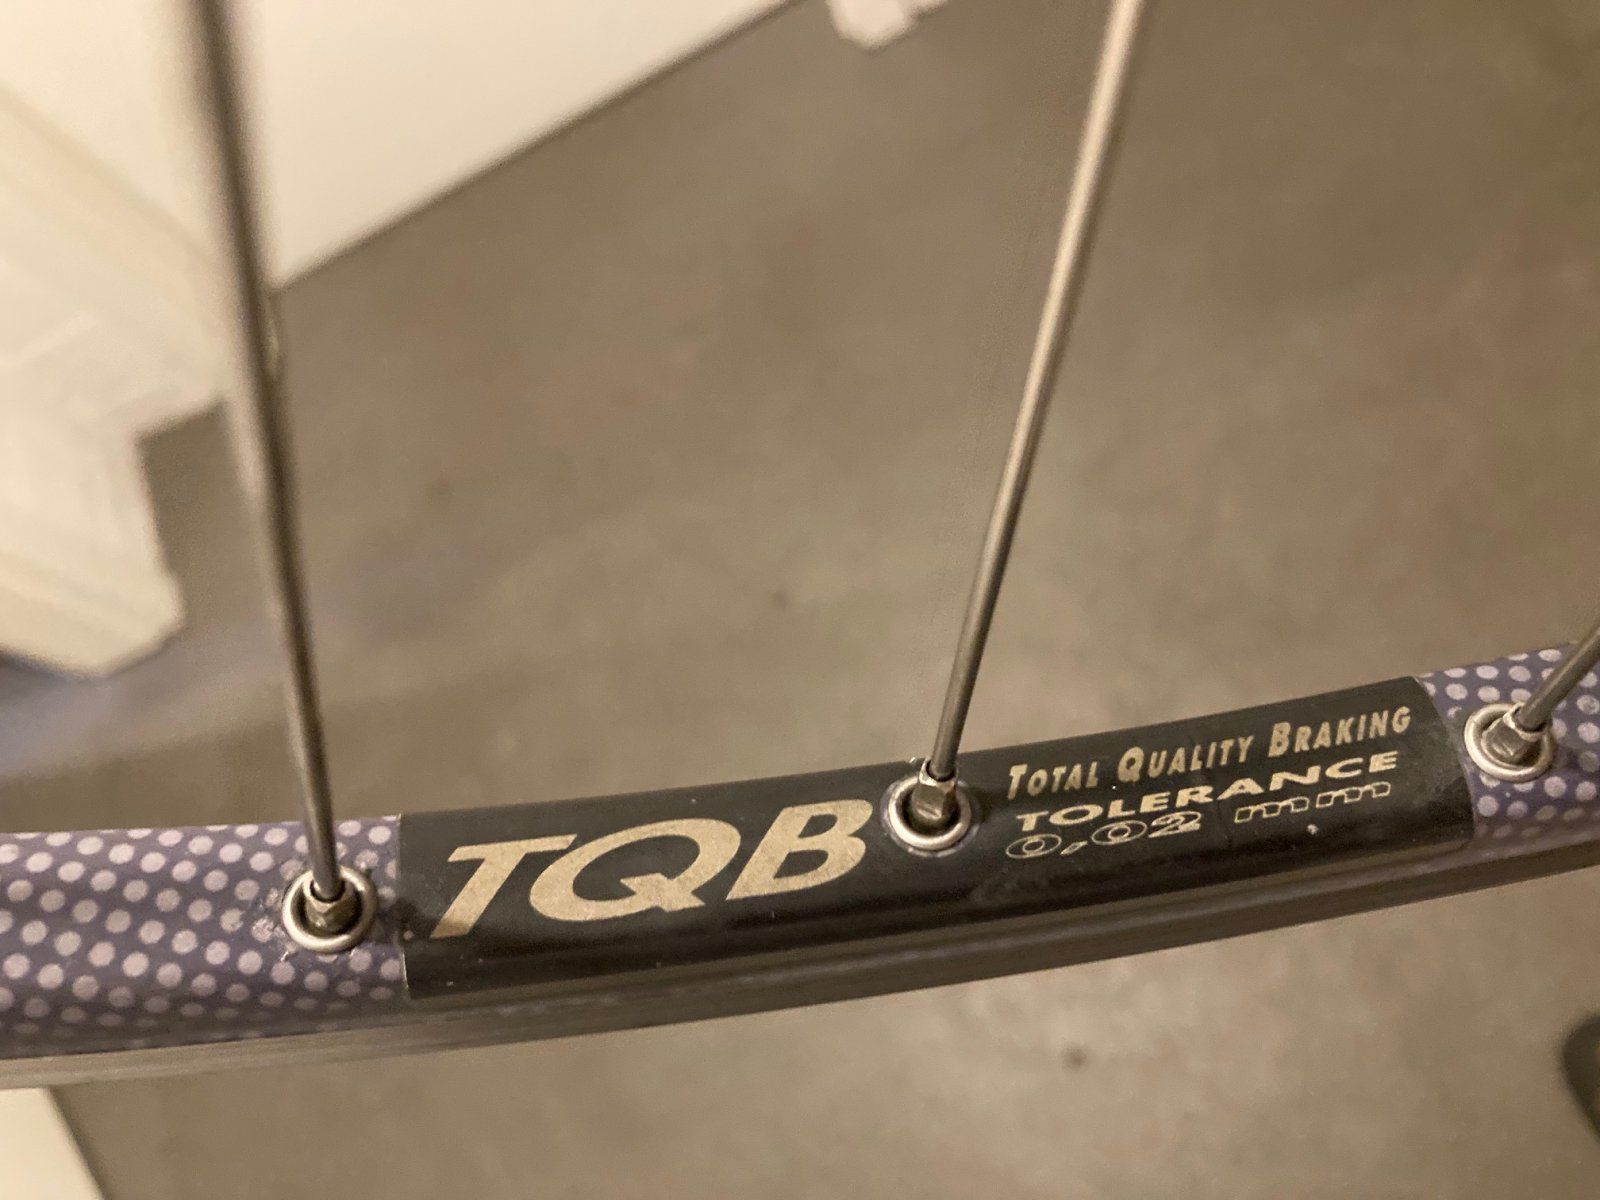 TQB
TOTAL QUALITY BRAKING
TOLERANCE
0,02 mm